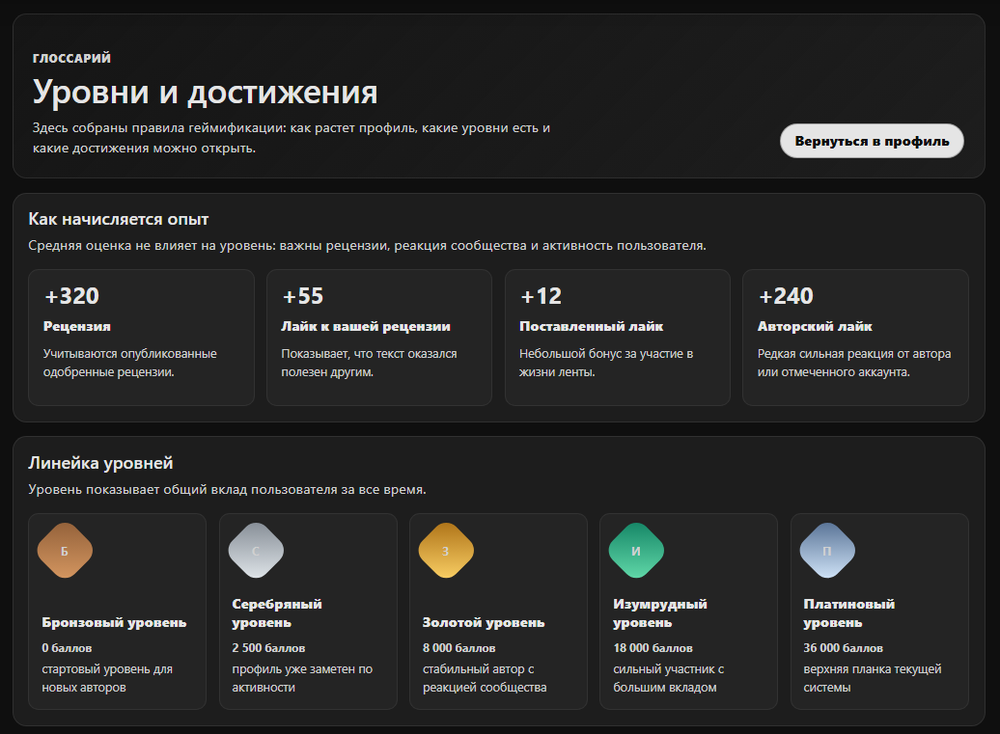 ГЛОССАРИЙ
Уровни и достижения
Здесь собраны правила геймификации: как растет профиль, какие уровни есть и
какие достижения можно открыть.
Вернуться в профиль
Как начисляется опыт
Средняя оценка не влияет на уровень: важны рецензии, реакция сообщества и активность пользователя.
+320
Рецензия
Учитываются опубликованные
одобренные рецензии.
+55
Лайк к вашей рецензии
Показывает, что текст оказался
полезен другим.
+12
Поставленный лайк
Небольшой бонус за участие в
жизни ленты.
+240
Авторский лайк
Редкая сильная реакция от автора
или отмеченного аккаунта.
Линейка уровней
Уровень показывает общий вклад пользователя за все время.
Б
Бронзовый уровень
0 баллов
стартовый уровень для
новых авторов
С
Серебряный
уровень
2 500 баллов
профиль уже заметен по
активности
З
Золотой уровень
8 000 баллов
стабильный автор с
реакцией сообщества
И
Изумрудный
уровень
18 000 баллов
сильный участник с
большим вкладом
П
Платиновый
уровень
36 000 баллов
верхняя планка текущей
системы